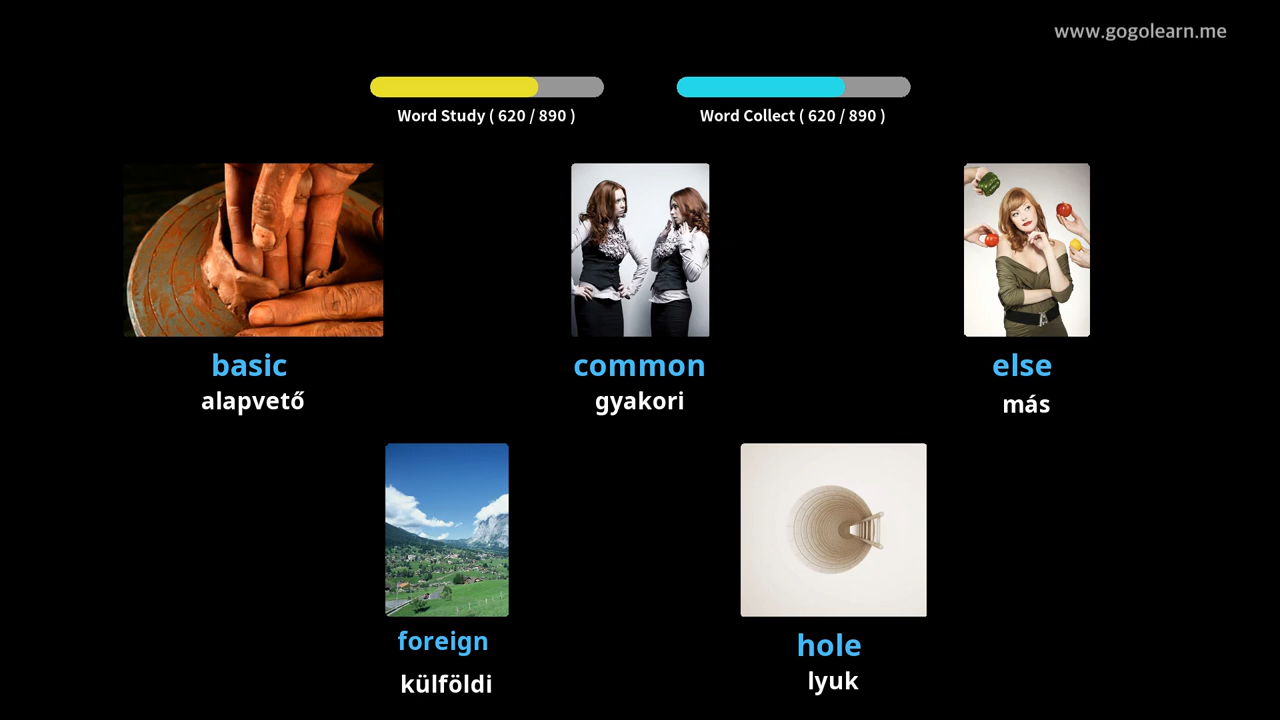 www.gogolearn.me
Word Study ( 620 / 890 )
Word Collect ( 620 / 890 )
basic
alapvető
common
gyakori
else
más
foreign
külföldi
hole
lyuk